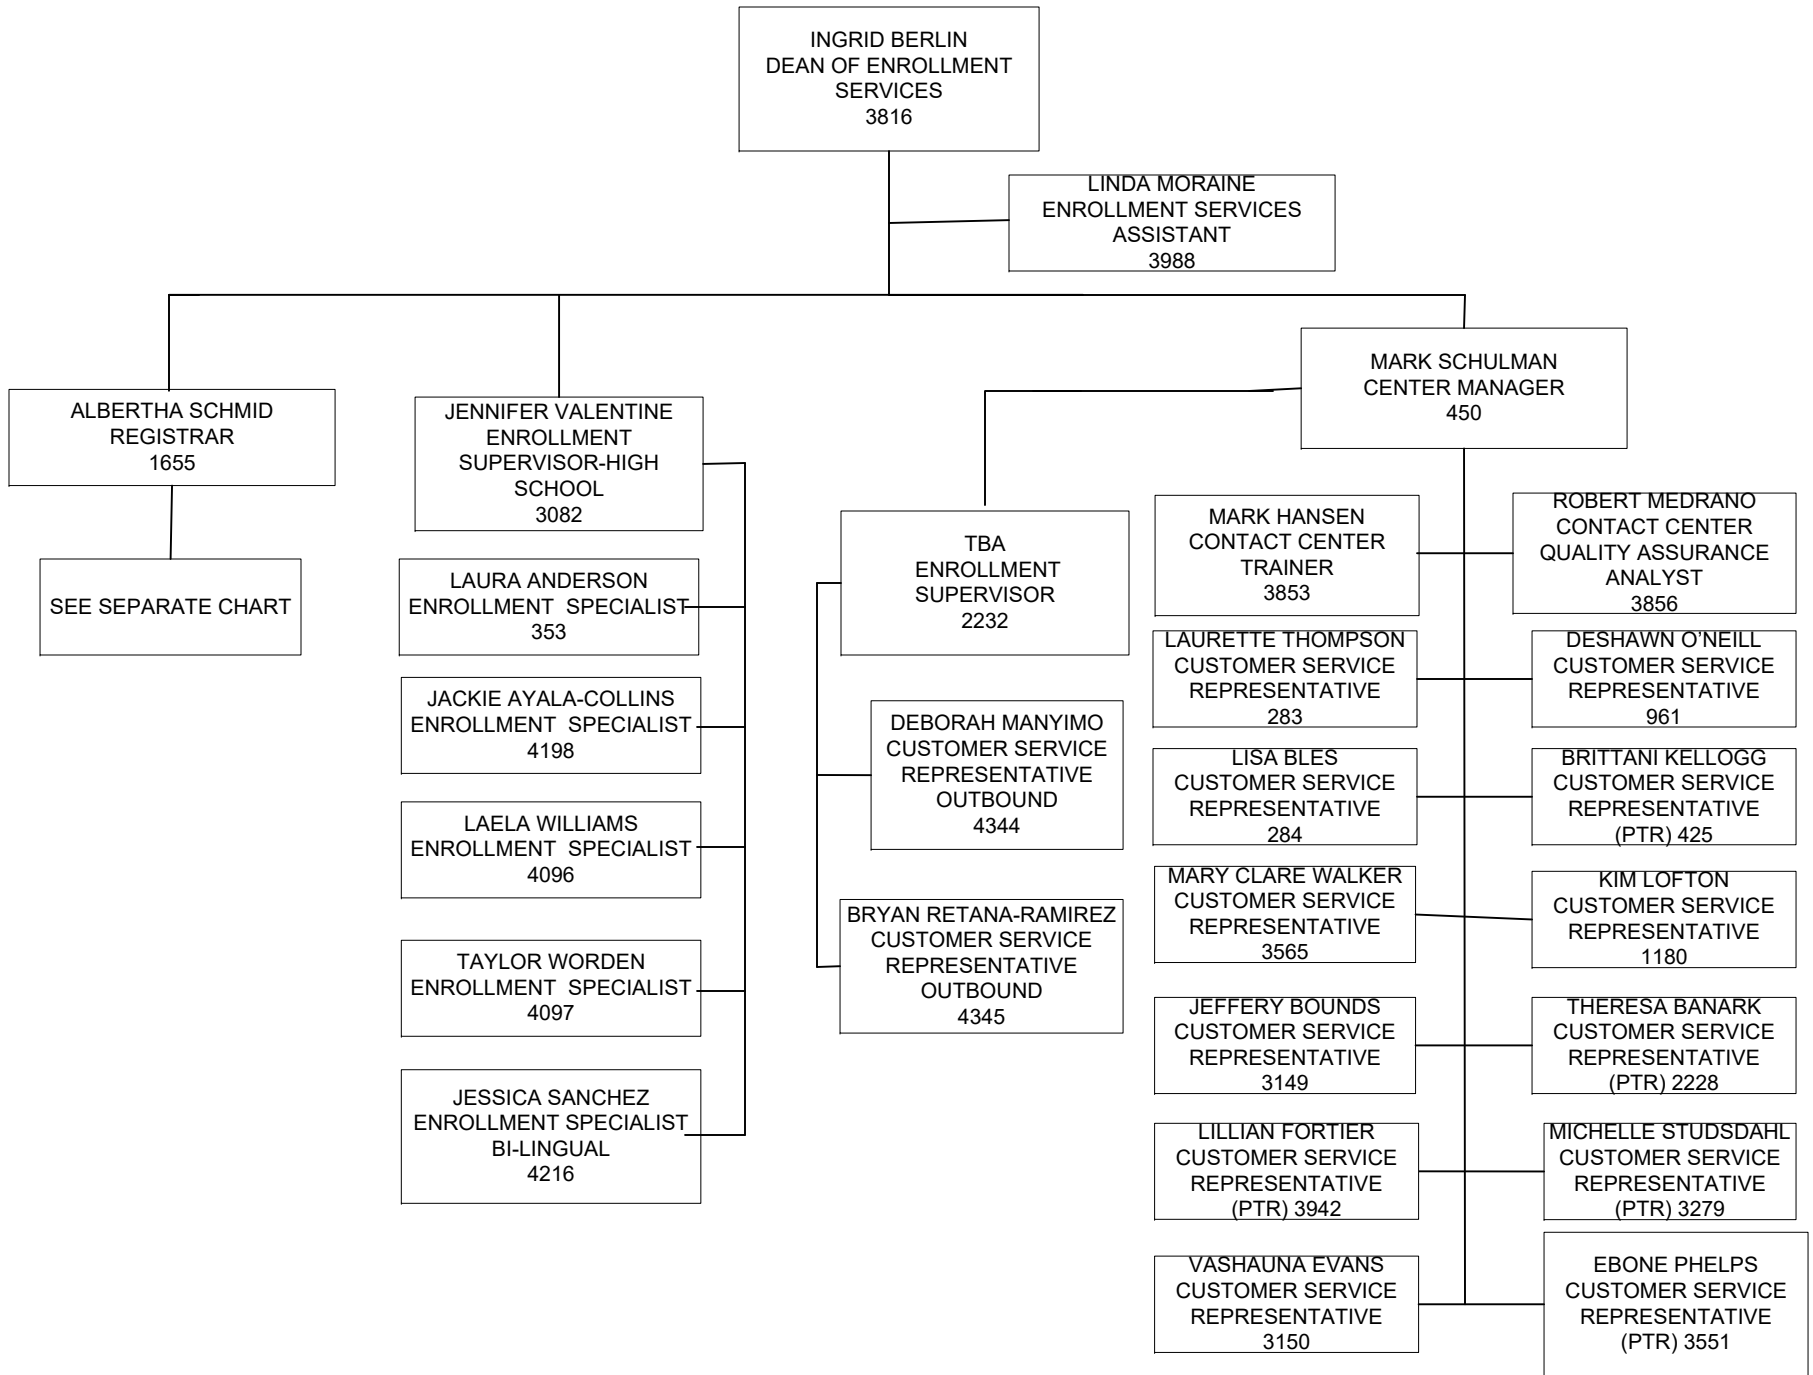 INGRID BERLIN
DEAN OF ENROLLMENT
SERVICES
3816
LINDA MORAINE
ENROLLMENT SERVICES
ASSISTANT
3988
ALBERTHA SCHMID
REGISTRAR
1655
SEE SEPARATE CHART
JENNIFER VALENTINE
ENROLLMENT
SUPERVISOR-HIGH
SCHOOL
3082
LAURA ANDERSON
ENROLLMENT SPECIALIST
353
JACKIE AYALA-COLLINS
ENROLLMENT SPECIALIST
4198
LAELA WILLIAMS
ENROLLMENT SPECIALIST
4096
TAYLOR WORDEN
ENROLLMENT SPECIALIST
4097
JESSICA SANCHEZ
ENROLLMENT SPECIALIST
BI-LINGUAL
4216
MARK SCHULMAN
CENTER MANAGER
450
TBA
ENROLLMENT
SUPERVISOR
2232
DEBORAH MANYIMO
CUSTOMER SERVICE
REPRESENTATIVE
OUTBOUND
4344
BRYAN RETANA-RAMIREZ
CUSTOMER SERVICE
REPRESENTATIVE
OUTBOUND
4345
MARK HANSEN
CONTACT CENTER
TRAINER
3853
ROBERT MEDRANO
CONTACT CENTER
QUALITY ASSURANCE
ANALYST
3856
LAURETTE THOMPSON
CUSTOMER SERVICE
REPRESENTATIVE
283
DESHAWN O’NEILL
CUSTOMER SERVICE
REPRESENTATIVE
961
LISA BLES
CUSTOMER SERVICE
REPRESENTATIVE
284
BRITTANI KELLOGG
CUSTOMER SERVICE
REPRESENTATIVE
(PTR) 425
MARY CLARE WALKER
CUSTOMER SERVICE
REPRESENTATIVE
3565
KIM LOFTON
CUSTOMER SERVICE
REPRESENTATIVE
1180
JEFFERY BOUNDS
CUSTOMER SERVICE
REPRESENTATIVE
3149
THERESA BANARK
CUSTOMER SERVICE
REPRESENTATIVE
(PTR) 2228
LILLIAN FORTIER
CUSTOMER SERVICE
REPRESENTATIVE
(PTR) 3942
MICHELLE STUDSDAHL
CUSTOMER SERVICE
REPRESENTATIVE
(PTR) 3279
VASHAUNA EVANS
CUSTOMER SERVICE
REPRESENTATIVE
3150
EBONE PHELPS
CUSTOMER SERVICE
REPRESENTATIVE
(PTR) 3551